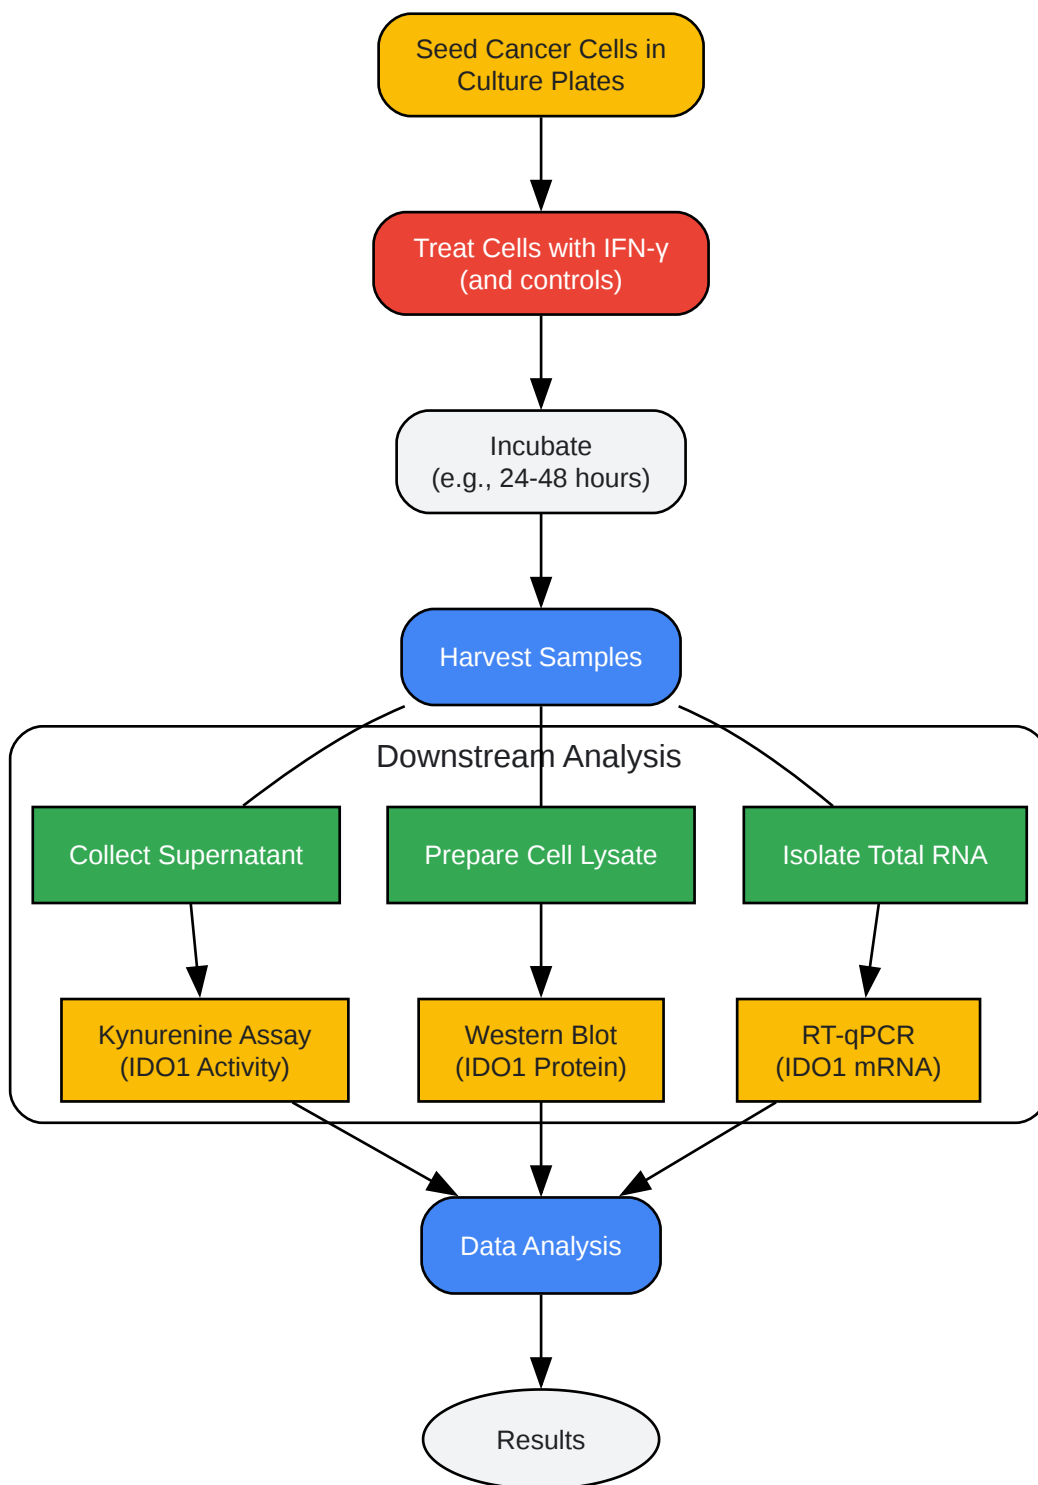 Seed Cancer Cells in
Culture Plates
Treat Cells with IFN-γ
(and controls)
Incubate
(e.g., 24-48 hours)
Harvest Samples
Downstream Analysis
Collect Supernatant
Prepare Cell Lysate
Isolate Total RNA
Kynurenine Assay
(IDO1 Activity)
Western Blot
(IDO1 Protein)
RT-qPCR
(IDO1 mRNA)
Data Analysis
Results